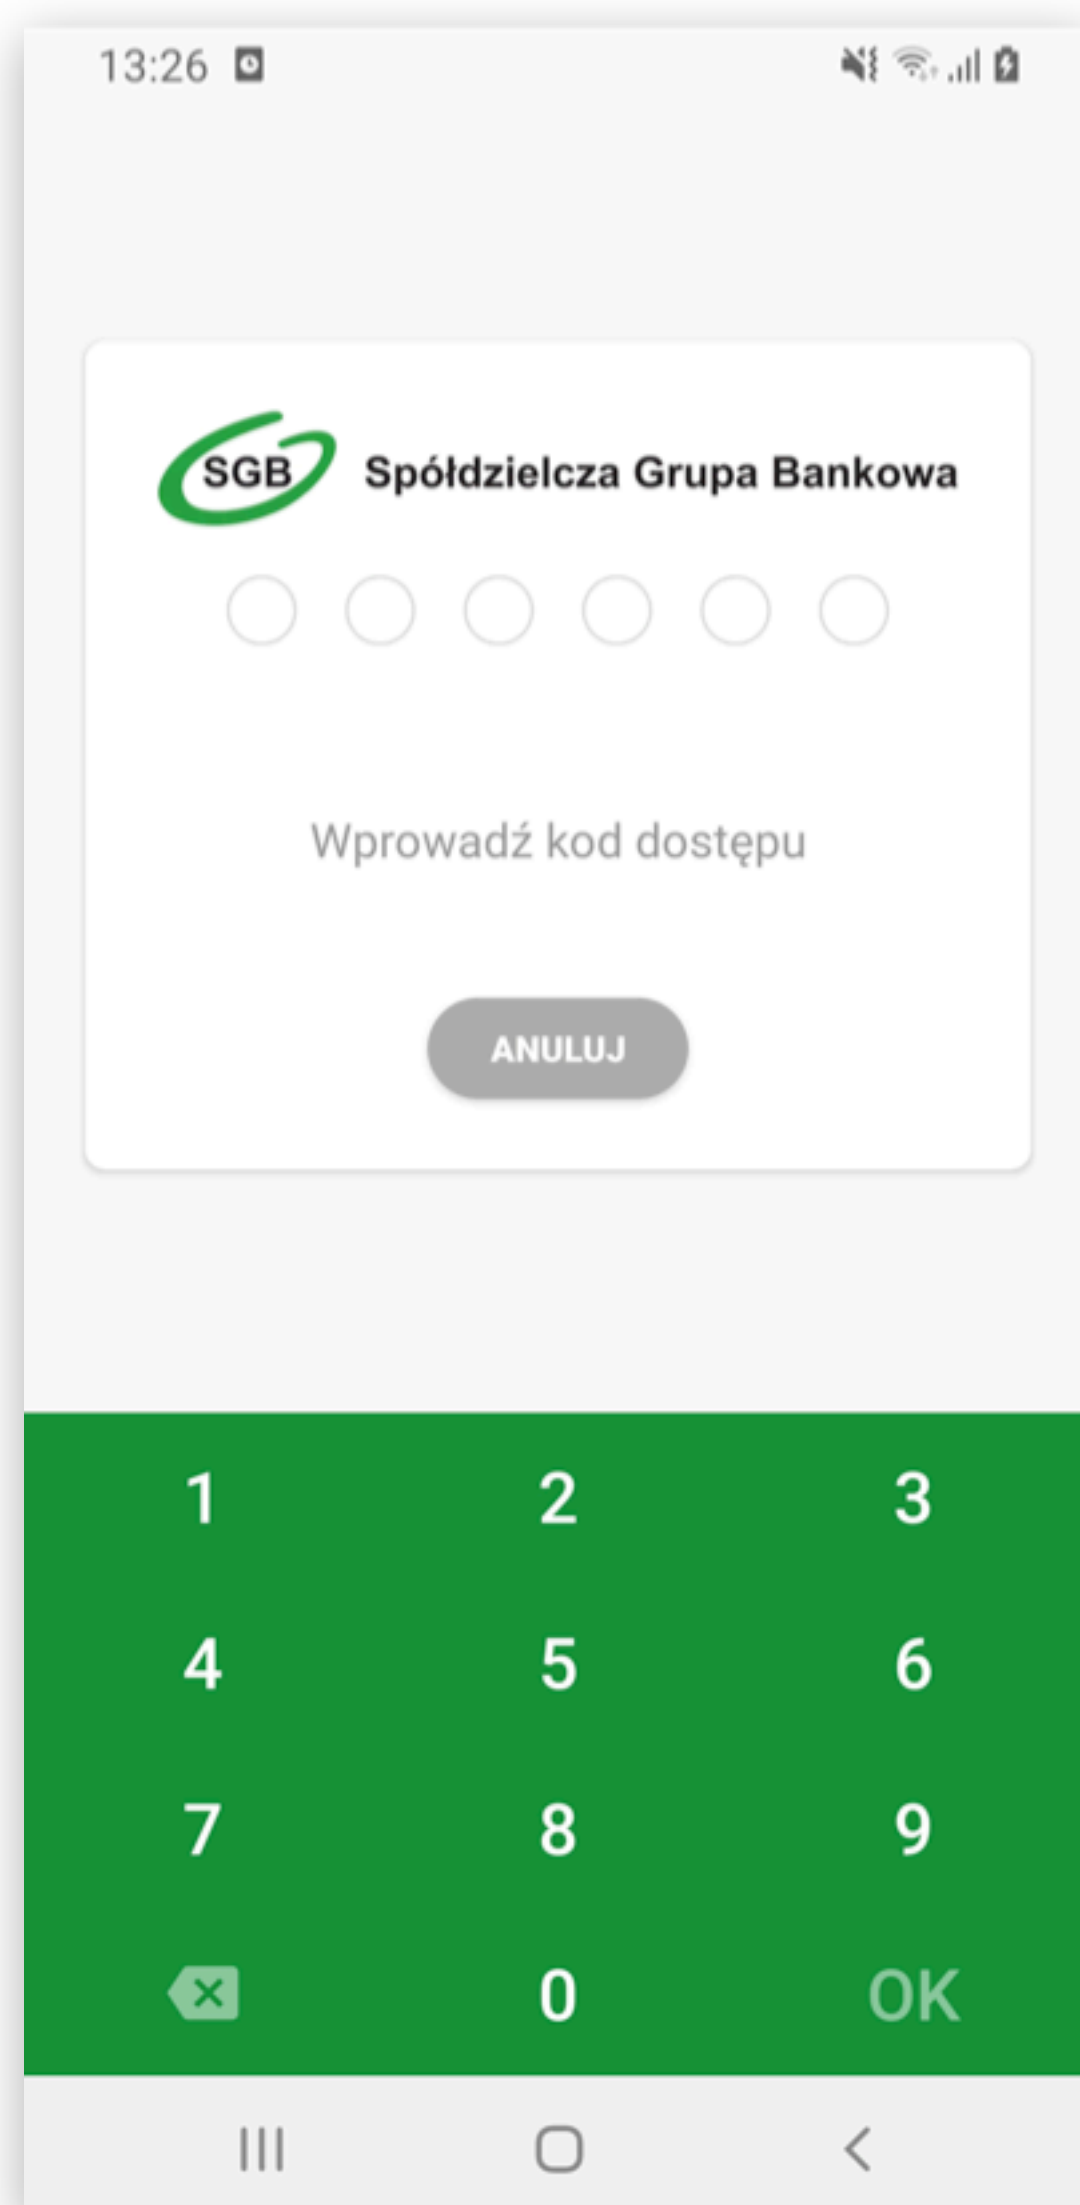 13:26
SGB Spółdzielcza Grupa Bankowa
Wprowadź kod dostępu
ANULUJ
1 2 3
4 5 6
7 8 9
0 OK